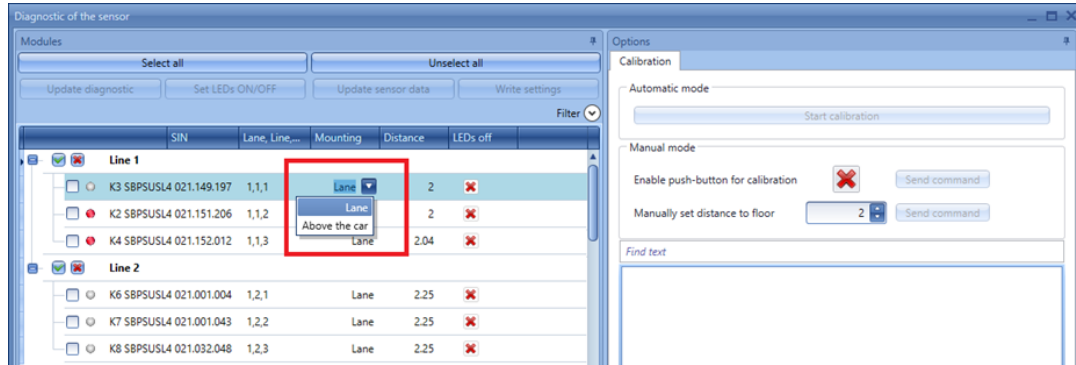 Diagnostic of the sensor
Modules
Select all Unselect all
Update diagnostic Set LEDs ON/OFF Update sensor data Write settings
Filter
SIN Lane, Line,... Mounting Distance LEDs off
Line 1
K3 SBPSUSL4 021.149.197 1,1,1 Lane 2
Lane
K2 SBPSUSL4 021.151.206 1,1,2 2
Above the car
K4 SBPSUSL4 021.152.012 1,1,3 Lane 2.04
Line 2
K6 SBPSUSL4 021.001.004 1,2,1 Lane 2.25
K7 SBPSUSL4 021.001.043 1,2,2 Lane 2.25
K8 SBPSUSL4 021.032.048 1,2,3 Lane 2.25
Options
Calibration
Automatic mode
Start calibration
Manual mode
Enable push-button for calibration Send command
Manually set distance to floor 2 Send command
Find text